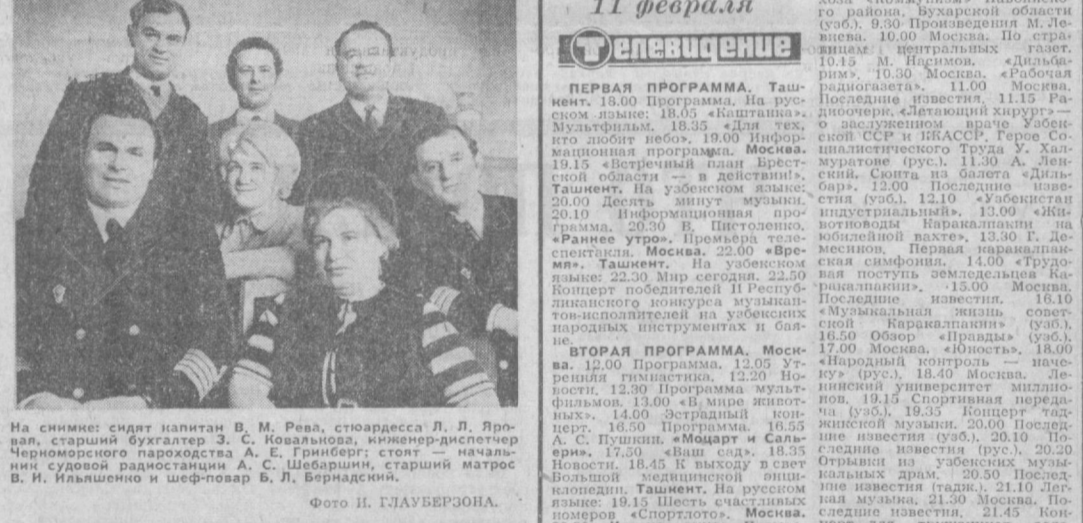 На снимке: сидят капитан В. М. Рева, стюардесса Л. Л. Яро-
вая, старший бухгалтер З. С. Ковалькова, инженер-диспетчер
Черноморского пароходства А. Е. Гринберг; стоят — началь-
ник судовой радиостанции А. С. Шебаршин, старший матрос
В. И. Ильяшенко и шеф-повар Б. Л. Бернадский.
Фото И. ГЛАУБЕРЗОНА.
11 февраля
Телевидение
ПЕРВАЯ ПРОГРАММА. Таш-
кент. 18.00 Программа. На рус-
ском языке: 18.05 «Каштанка».
Мультфильм. 18.35 «Для тех,
кто любит небо». 19.00 Инфор-
мационная программа. Москва.
19.15 «Встречный план Брест-
ской области — в действии!».
Ташкент. На узбекском языке:
20.00 Десять минут музыки.
20.10 Информационная про-
грамма. 20.30 В. Пистоленко.
«Раннее утро». Премьера теле-
спектакля. Москва. 22.00 «Вре-
мя». Ташкент. На узбекском
языке: 22.30 Мир сегодня. 22.50
Концерт победителей II Респуб-
ликанского конкурса музыкан-
тов-исполнителей на узбекских
народных инструментах и бая-
не.
ВТОРАЯ ПРОГРАММА. Моск-
ва. 12.00 Программа. 12.05 Ут-
ренняя гимнастика. 12.20 Но-
вости. 12.30 Программа мульт-
фильмов. 13.00 «В мире живот-
ных». 14.00 Эстрадный кон-
церт. 16.50 Программа. 16.55
А. С. Пушкин. «Моцарт и Саль-
ери». 17.50 «Ваш сад». 18.35
Новости. 18.45 К выходу в свет
Большой медицинской энци-
клопедии. Ташкент. На русском
языке: 19.15 Шесть счастливых
номеров «Спортлото». Москва.
го района, Бухарской области
(узб.). 9.30 Произведения М. Ле-
виева. 10.00 Москва. По стра-
ницам центральных газет.
10.15 М. Насимов. «Дильба-
рим». 10.30 Москва. «Рабочая
радиогазета». 11.00 Москва.
Последние известия. 11.15 Ра-
диоочерк. «Летающий хирург» —
о заслуженном враче Узбек-
ской ССР и ККАССР, Герое Со-
циалистического Труда У. Хал-
муратове (рус.). 11.30 А. Лен-
ский. Сюита из балета «Диль-
бар». 12.00 Последние изве-
стия (узб.). 12.10 «Узбекистан
индустриальный». 13.00 «Жи-
вотноводы Каракалпакии на
юбилейной вахте». 13.30 Г. Де-
месинов. Первая каракалпак-
ская симфония. 14.00 «Трудо-
вая поступь земледельцев Ка-
ракалпакии». 15.00 Москва.
Последние известия. 16.10
«Музыкальная жизнь совет-
ской Каракалпакии» (узб.).
16.50 Обзор «Правды» (узб.).
17.00 Москва. «Юность». 18.00
«Народный контроль — наче-
ку» (рус.). 18.40 Москва. Ле-
нинский университет миллио-
нов. 19.15 Спортивная переда-
ча (узб.). 19.35 Концерт тад-
жикской музыки. 20.00 Послед-
ние известия (узб.). 20.10 По-
следние известия (рус.). 20.20
Отрывки из узбекских музы-
кальных драм. 20.50 Послед-
ние известия (тадж.). 21.10 Лег-
кая музыка. 21.30 Москва. По-
следние известия. 21.45 Кон-